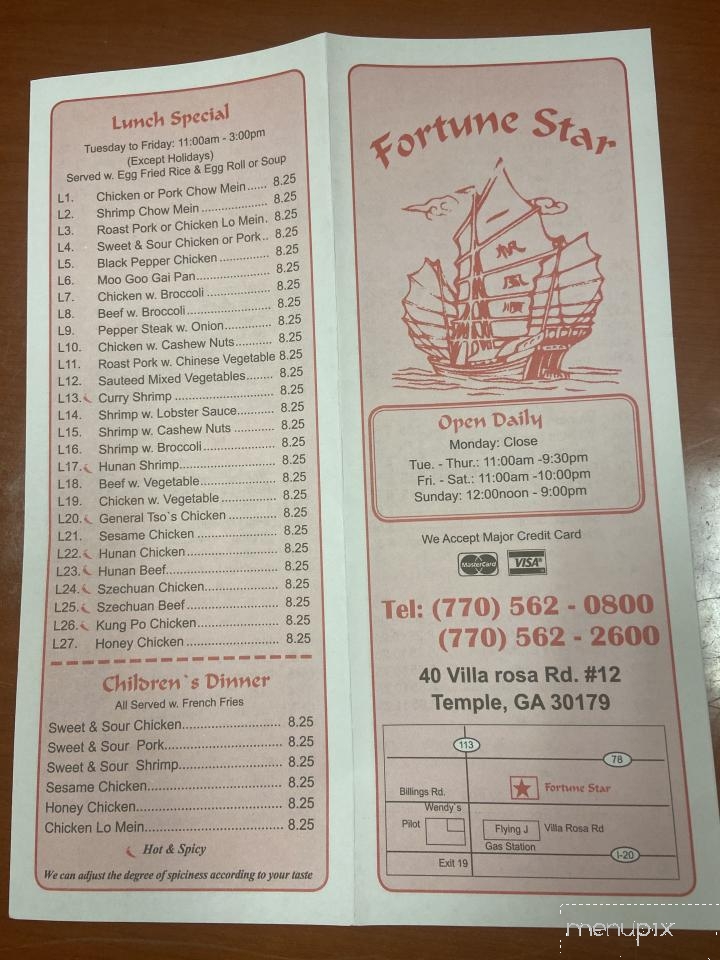 Lunch Special
Tuesday to Friday: 11:00am - 3:00pm
(Except Holidays)
Served w. Egg Fried Rice & Egg Roll or Soup
L1. Chicken or Pork Chow Mein...... 8.25
L2. Shrimp Chow Mein .................... 8.25
L3. Roast Pork or Chicken Lo Mein. 8.25
L4. Sweet & Sour Chicken or Pork.. 8.25
L5. Black Pepper Chicken ............... 8.25
L6. Moo Goo Gai Pan...................... 8.25
L7. Chicken w. Broccoli ................... 8.25
L8. Beef w. Broccoli......................... 8.25
L9. Pepper Steak w. Onion.............. 8.25
L10. Chicken w. Cashew Nuts.......... 8.25
L11. Roast Pork w. Chinese Vegetable 8.25
L12. Sauteed Mixed Vegetables........ 8.25
L13. Curry Shrimp ............................ 8.25
L14. Shrimp w. Lobster Sauce........... 8.25
L15. Shrimp w. Cashew Nuts ............ 8.25
L16. Shrimp w. Broccoli..................... 8.25
L17. Hunan Shrimp........................... 8.25
L18. Beef w. Vegetable...................... 8.25
L19. Chicken w. Vegetable ................ 8.25
L20. General Tso`s Chicken .............. 8.25
L21. Sesame Chicken ....................... 8.25
L22. Hunan Chicken.......................... 8.25
L23. Hunan Beef............................... 8.25
L24. Szechuan Chicken..................... 8.25
L25. Szechuan Beef.......................... 8.25
L26. Kung Po Chicken ...................... 8.25
L27. Honey Chicken .......................... 8.25
Children`s Dinner
All Served w. French Fries
Sweet & Sour Chicken......................... 8.25
Sweet & Sour Pork............................. 8.25
Sweet & Sour Shrimp.......................... 8.25
Sesame Chicken.................................. 8.25
Honey Chicken..................................... 8.25
Chicken Lo Mein................................... 8.25
Hot & Spicy
We can adjust the degree of spiciness according to your taste
Fortune Star
帆
風
順
Open Daily
Monday: Close
Tue. - Thur.: 11:00am -9:30pm
Fri. - Sat.: 11:00am -10:00pm
Sunday: 12:00noon - 9:00pm
We Accept Major Credit Card
MasterCard VISA
Tel: (770) 562 - 0800
(770) 562 - 2600
40 Villa rosa Rd. #12
Temple, GA 30179
113
78
Billings Rd.
Fortune Star
Wendy`s
Pilot
Flying J
Villa Rosa Rd
Gas Station
I-20
Exit 19
menupix